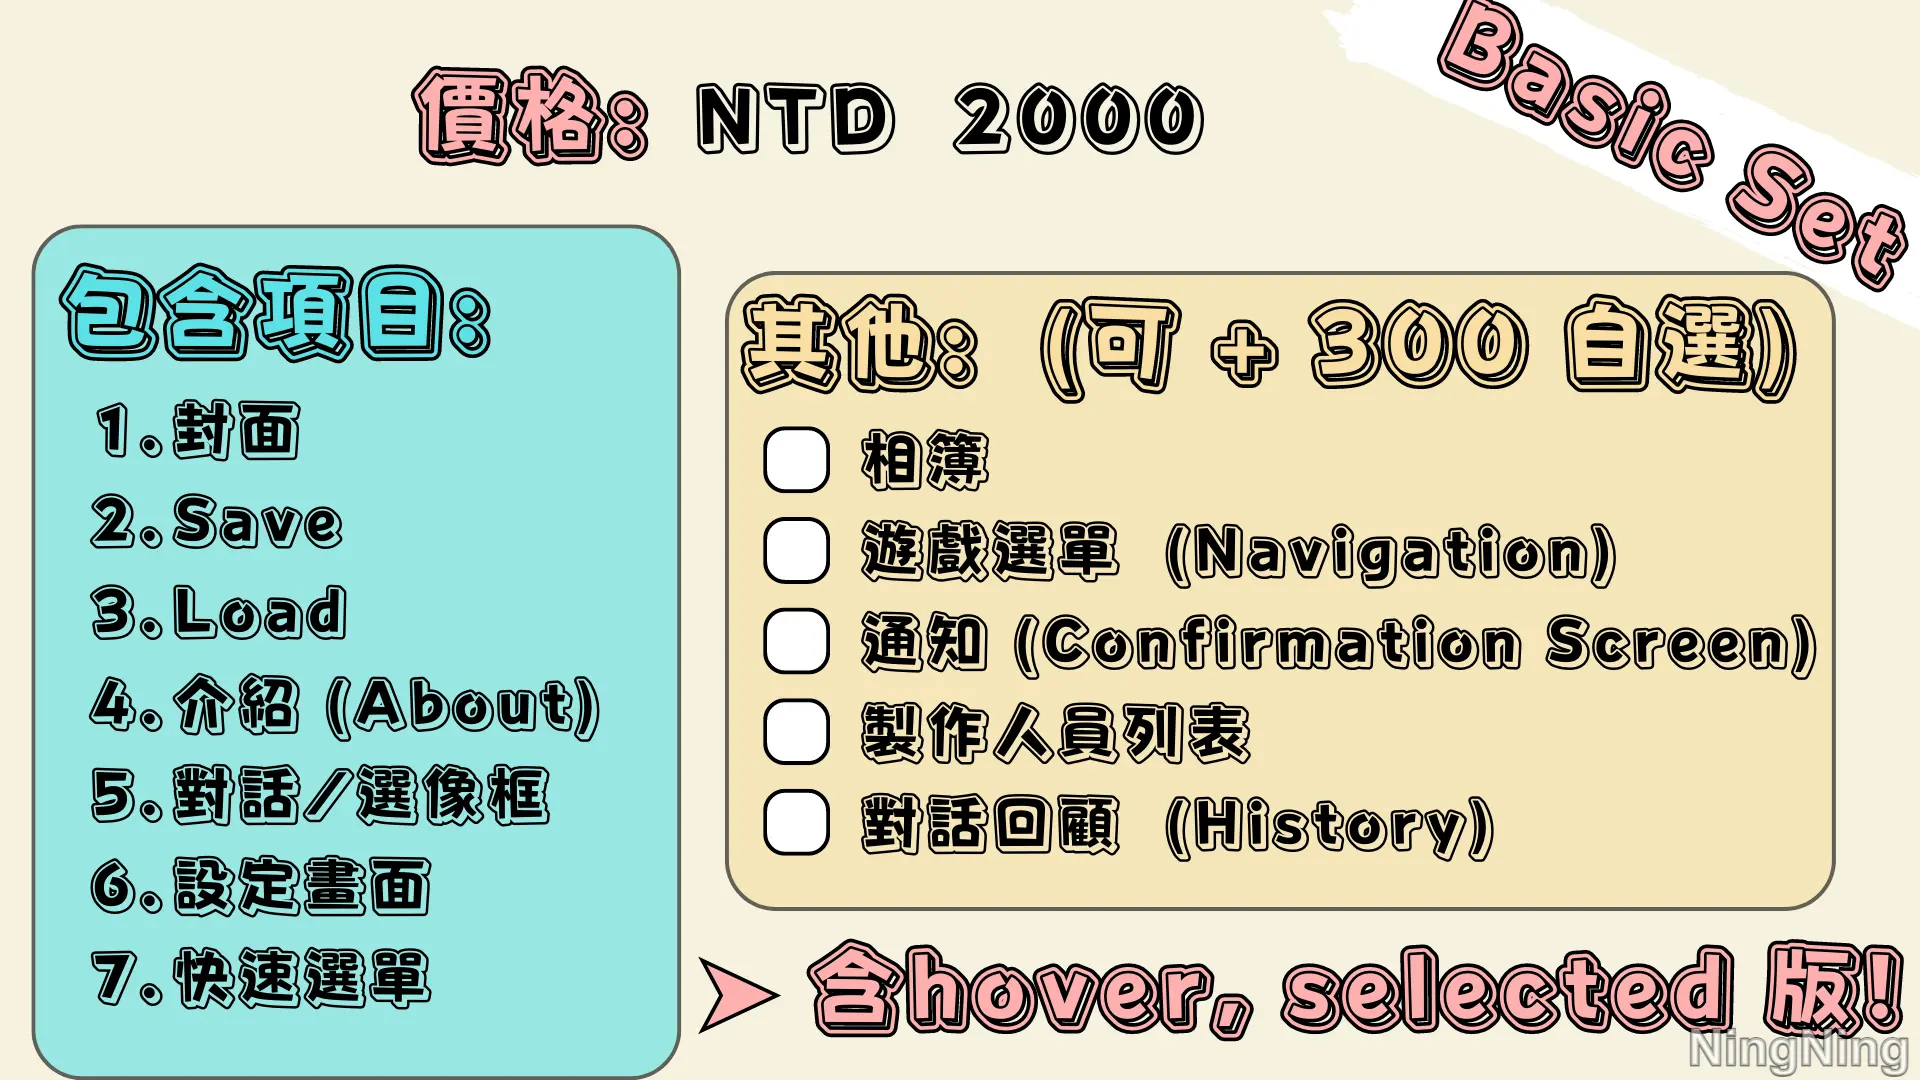 Basic Set
價格: NTD 2000
包含項目:
1.封面
2.Save
3.Load
4.介紹 (About)
5.對話/選像框
6.設定畫面
7.快速選單
其他: (可 + 300 自選)
相簿
遊戲選單 (Navigation)
通知 (Confirmation Screen)
製作人員列表
對話回顧 (History)
含hover, selected 版!
NingNing